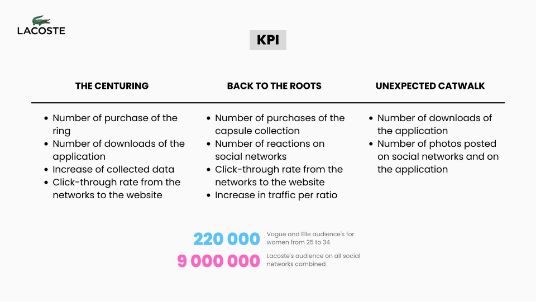 LACOSTE
KPI
THE CENTURING
• Number of purchase of the
ring
• Number of downloads of the
application
• Increase of collected data
• Click-through rate from the
networks to the website
BACK TO THE ROOTS
• Number of purchases of the
capsule collection
• Number of reactions on
social networks
• Click-through rate from the
networks to the website
• Increase in traffic per ratio
UNEXPECTED CATWALK
• Number of downloads of
the application
• Number of photos posted
on social networks and on
the application
220 000
Vogue and Elle audience's for
women from 25 to 34
9 000 000
Lacoste's audience on all social
networks combined